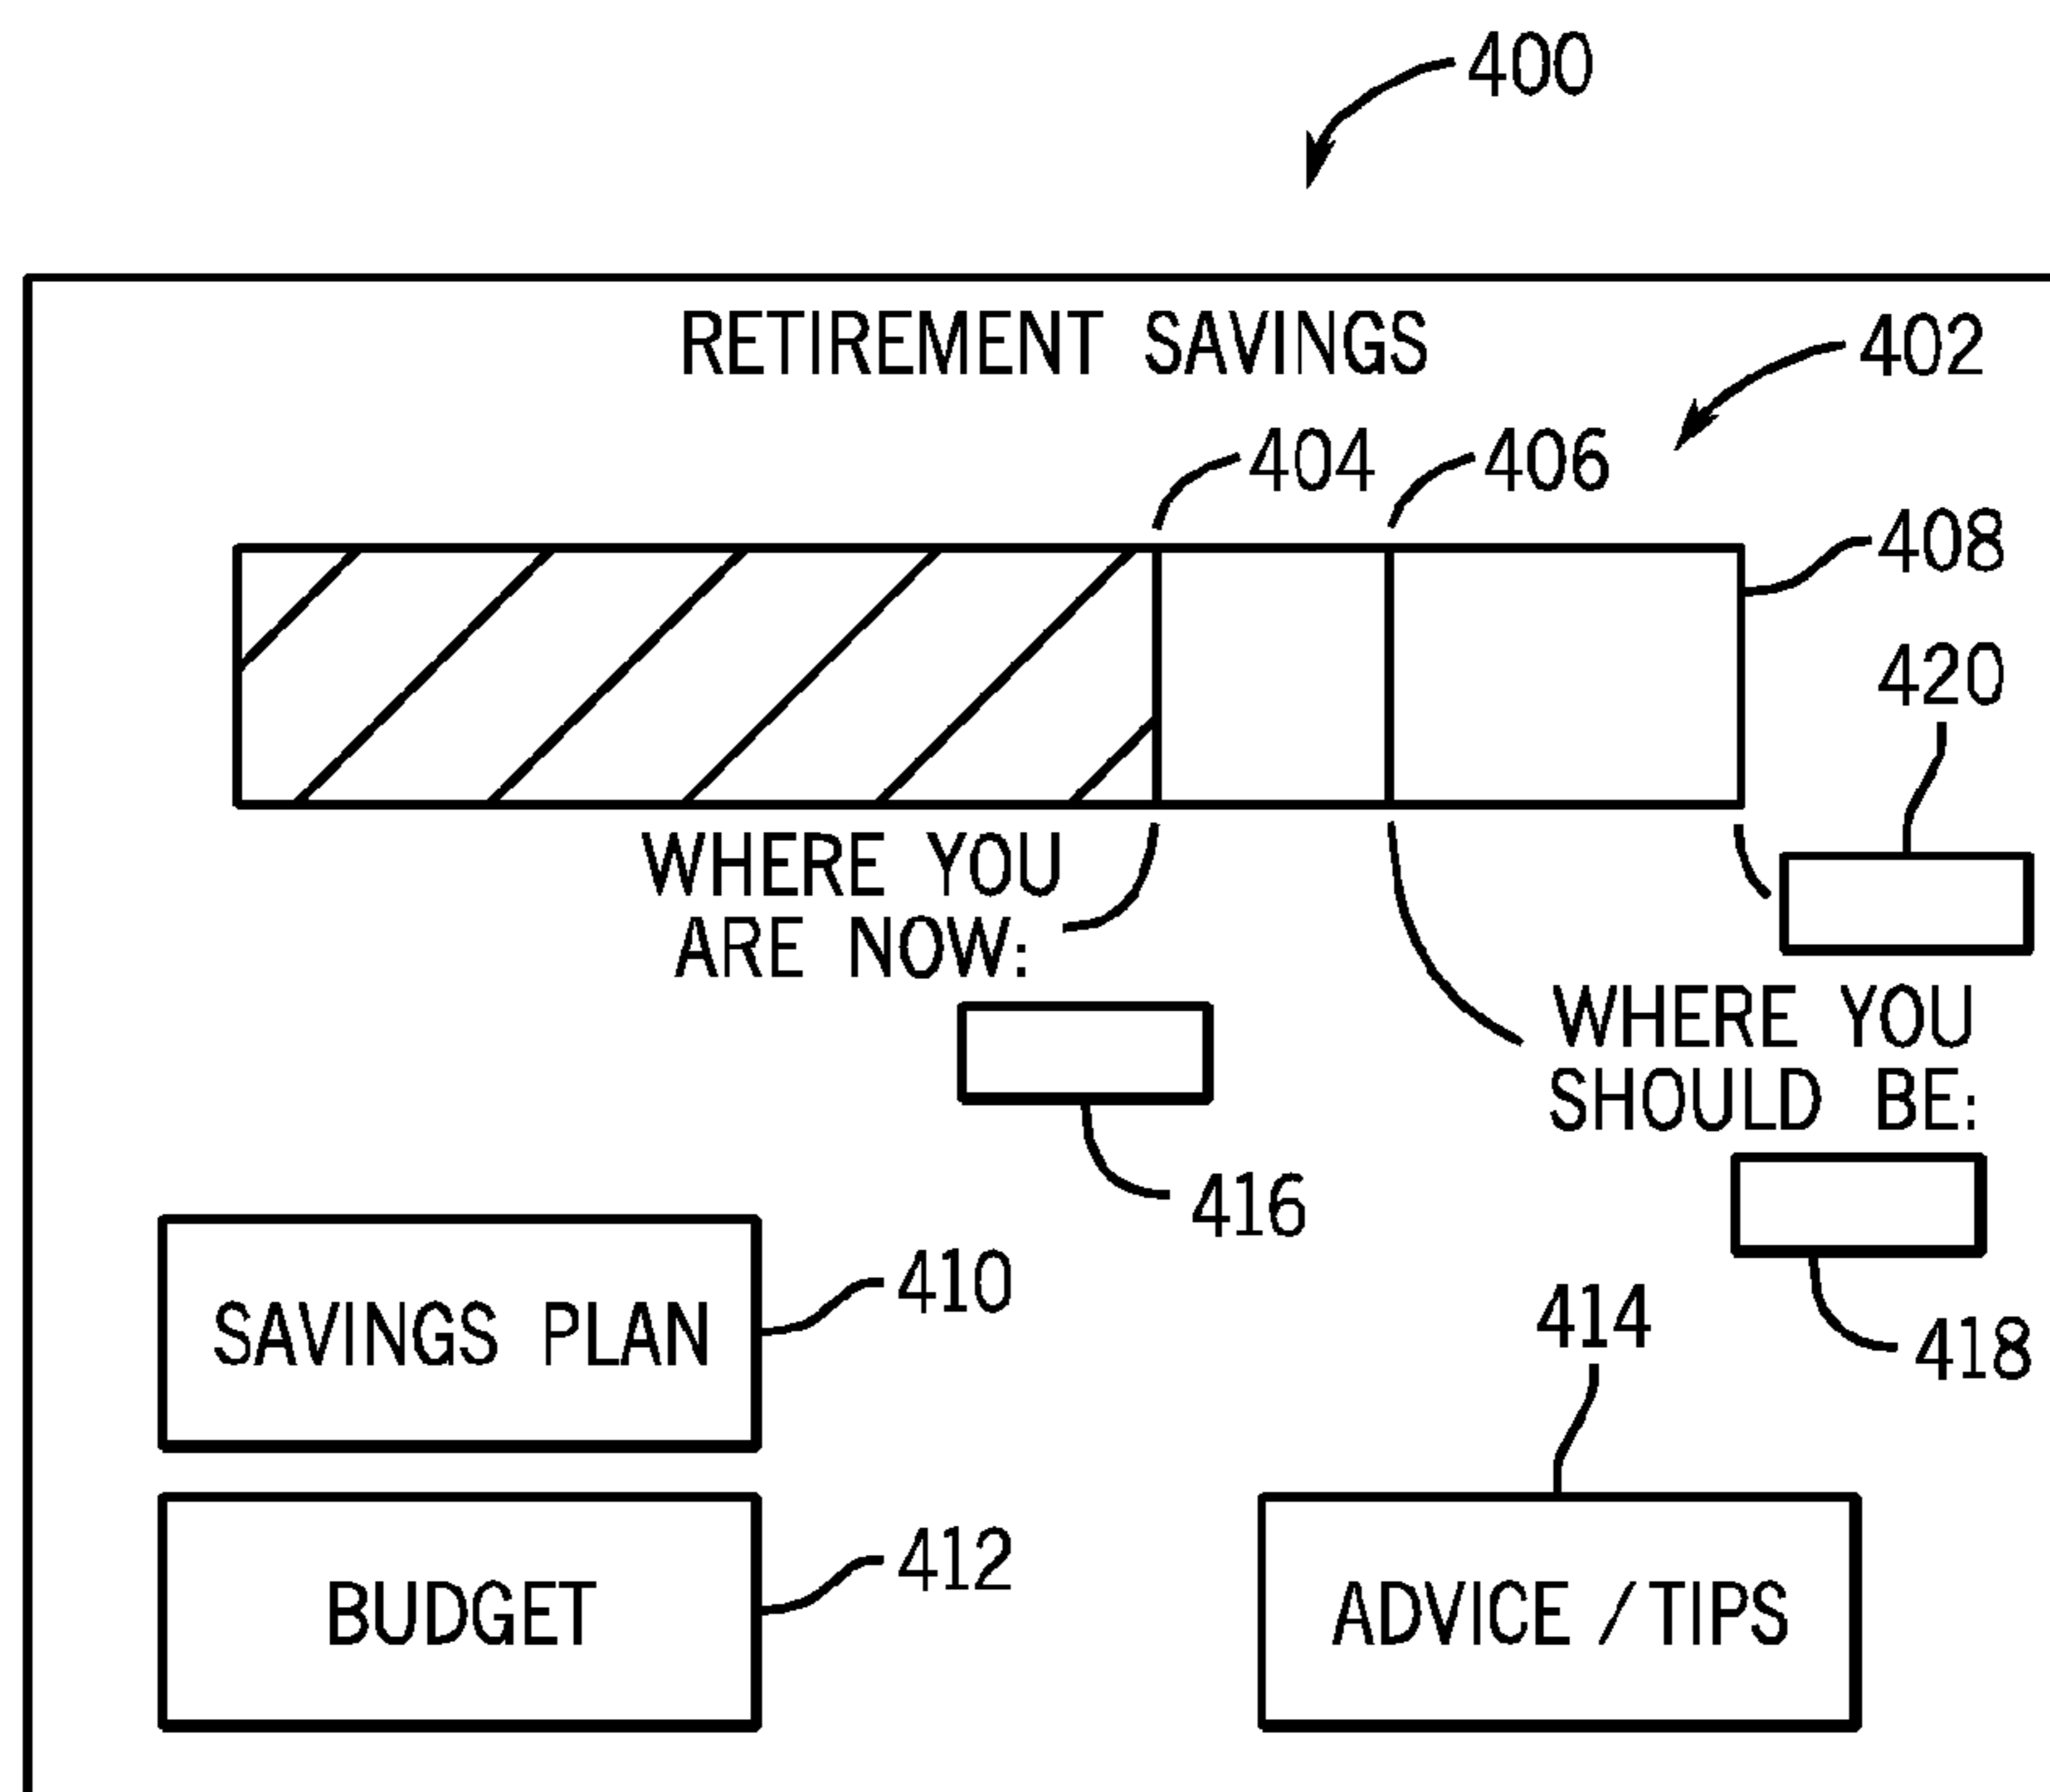 400
RETIREMENT SAVINGS
402
404
406
408
420
WHERE YOU
ARE NOW:
WHERE YOU
SHOULD BE:
416
418
SAVINGS PLAN
410
414
BUDGET
412
ADVICE / TIPS